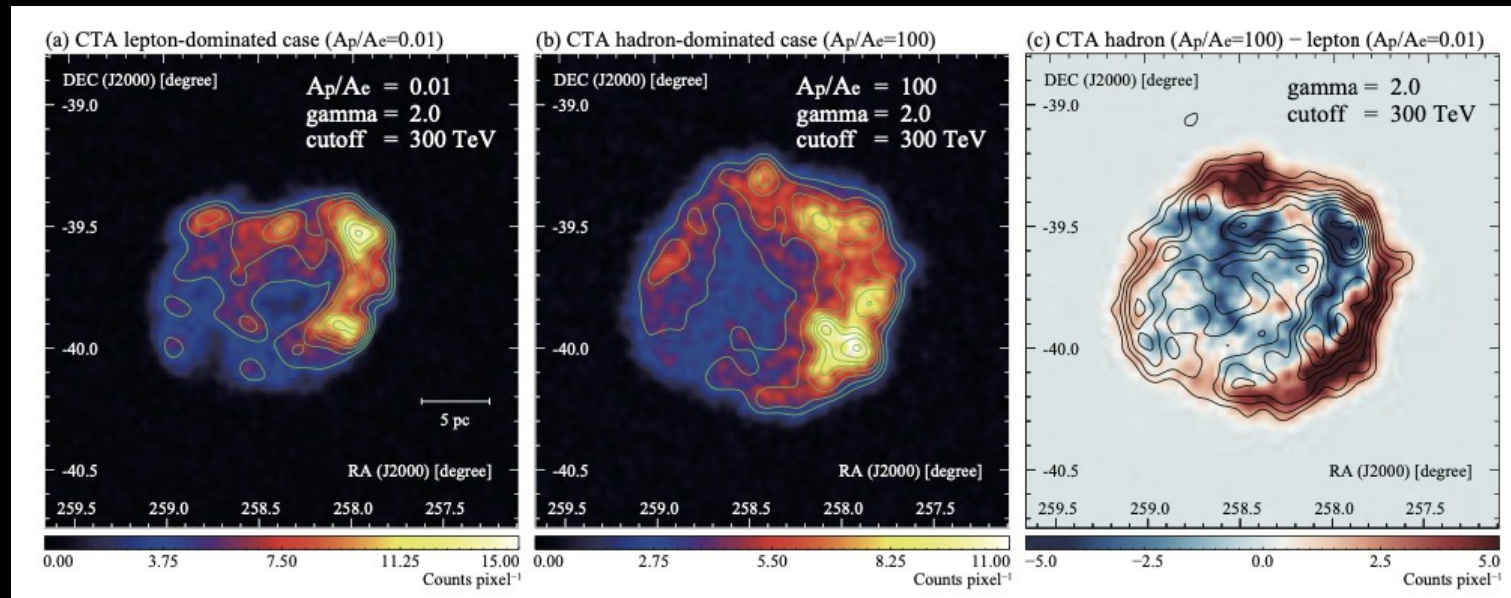 (a) CTA lepton-dominated case (Ap/Ae=0.01)
DEC (J2000) [degree]
Ap/Ae = 0.01
gamma = 2.0
cutoff = 300 TeV
-39.0
-39.5
-40.0
-40.5
5 pc
RA (J2000) [degree]
259.5 259.0 258.5 258.0 257.5
0.00 3.75 7.50 11.25 15.00
Counts pixel⁻¹
(b) CTA hadron-dominated case (Ap/Ae=100)
DEC (J2000) [degree]
Ap/Ae = 100
gamma = 2.0
cutoff = 300 TeV
-39.0
-39.5
-40.0
-40.5
RA (J2000) [degree]
259.5 259.0 258.5 258.0 257.5
0.00 2.75 5.50 8.25 11.00
Counts pixel⁻¹
(c) CTA hadron (Ap/Ae=100) − lepton (Ap/Ae=0.01)
DEC (J2000) [degree]
gamma = 2.0
cutoff = 300 TeV
-39.0
-39.5
-40.0
-40.5
RA (J2000) [degree]
259.5 259.0 258.5 258.0 257.5
−5.0 −2.5 0.0 2.5 5.0
Counts pixel⁻¹